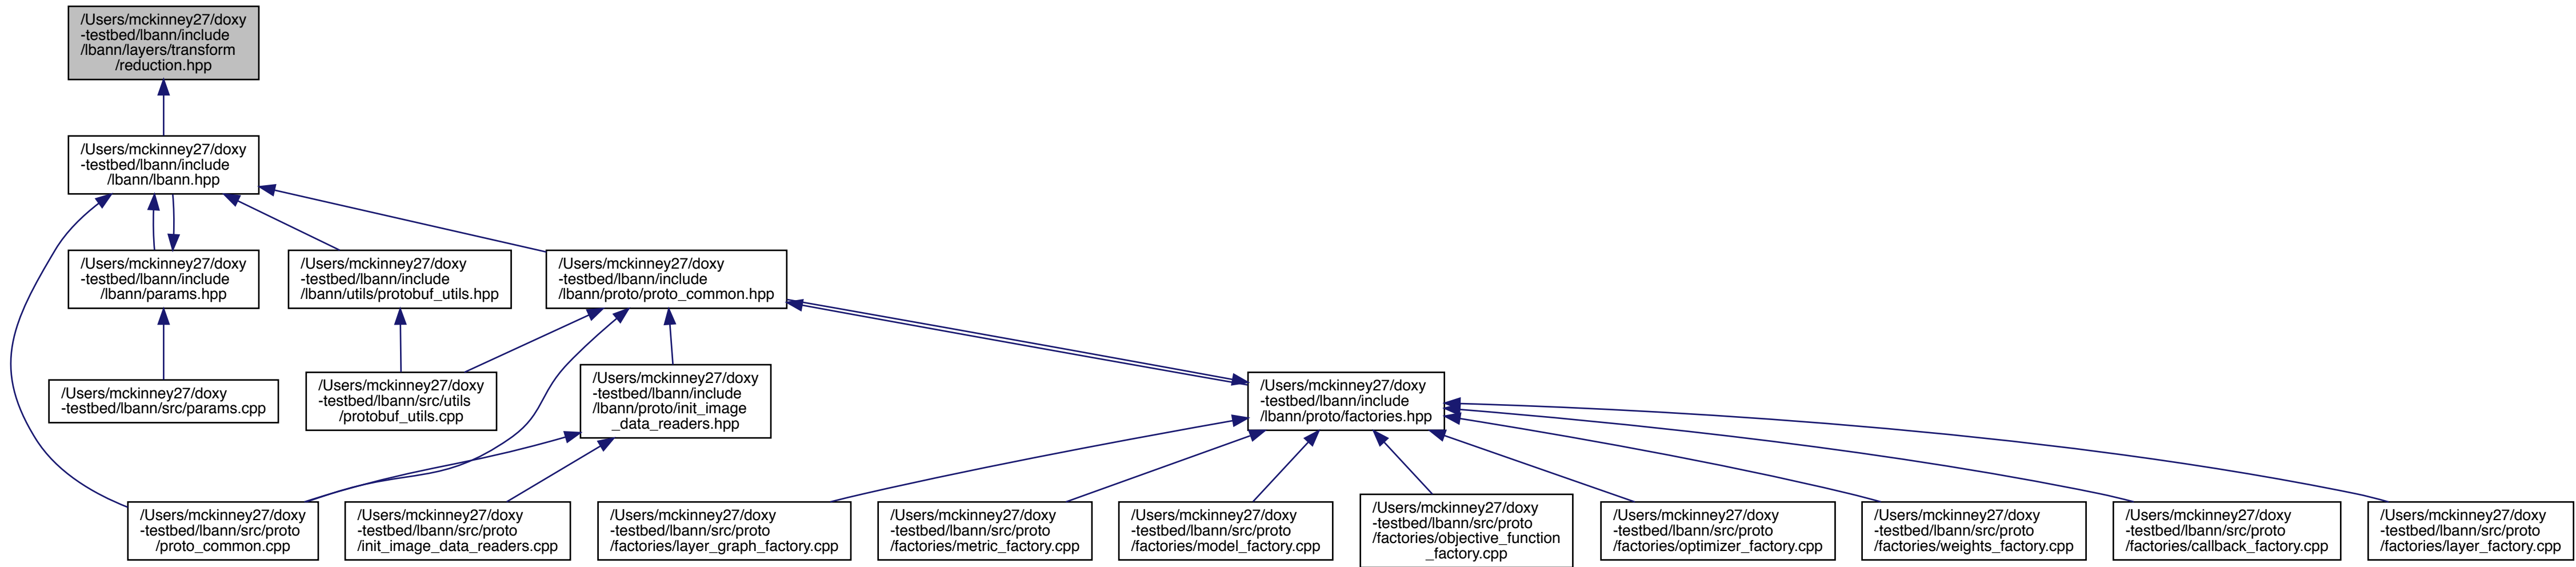 /Users/mckinney27/doxy
-testbed/lbann/include
/lbann/layers/transform
/reduction.hpp
/Users/mckinney27/doxy
-testbed/lbann/include
/lbann/lbann.hpp
/Users/mckinney27/doxy
-testbed/lbann/include
/lbann/params.hpp
/Users/mckinney27/doxy
-testbed/lbann/include
/lbann/utils/protobuf_utils.hpp
/Users/mckinney27/doxy
-testbed/lbann/include
/lbann/proto/proto_common.hpp
/Users/mckinney27/doxy
-testbed/lbann/src/params.cpp
/Users/mckinney27/doxy
-testbed/lbann/src/utils
/protobuf_utils.cpp
/Users/mckinney27/doxy
-testbed/lbann/include
/lbann/proto/init_image
_data_readers.hpp
/Users/mckinney27/doxy
-testbed/lbann/include
/lbann/proto/factories.hpp
/Users/mckinney27/doxy
-testbed/lbann/src/proto
/proto_common.cpp
/Users/mckinney27/doxy
-testbed/lbann/src/proto
/init_image_data_readers.cpp
/Users/mckinney27/doxy
-testbed/lbann/src/proto
/factories/layer_graph_factory.cpp
/Users/mckinney27/doxy
-testbed/lbann/src/proto
/factories/metric_factory.cpp
/Users/mckinney27/doxy
-testbed/lbann/src/proto
/factories/model_factory.cpp
/Users/mckinney27/doxy
-testbed/lbann/src/proto
/factories/objective_function
_factory.cpp
/Users/mckinney27/doxy
-testbed/lbann/src/proto
/factories/optimizer_factory.cpp
/Users/mckinney27/doxy
-testbed/lbann/src/proto
/factories/weights_factory.cpp
/Users/mckinney27/doxy
-testbed/lbann/src/proto
/factories/callback_factory.cpp
/Users/mckinney27/doxy
-testbed/lbann/src/proto
/factories/layer_factory.cpp